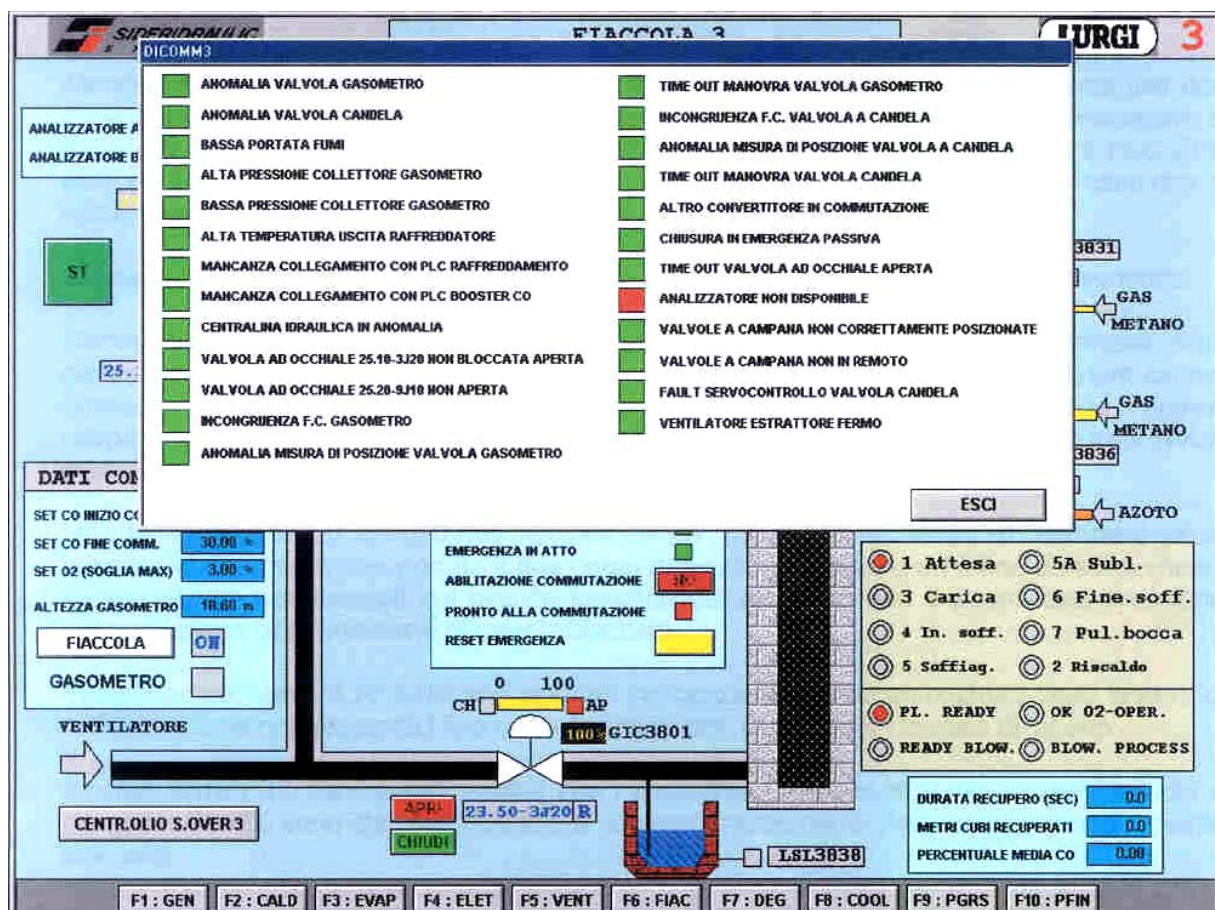 SIDERIDRAULIC
FIACCOLA 3
LURGI 3
DICOMM3
ANOMALIA VALVOLA GASOMETRO
ANOMALIA VALVOLA CANDELA
BASSA PORTATA FUMI
ALTA PRESSIONE COLLETTORE GASOMETRO
BASSA PRESSIONE COLLETTORE GASOMETRO
ALTA TEMPERATURA USCITA RAFFREDDATORE
MANCANZA COLLEGAMENTO CON PLC RAFFREDDAMENTO
MANCANZA COLLEGAMENTO CON PLC BOOSTER CO
CENTRALINA IDRAULICA IN ANOMALIA
VALVOLA AD OCCHIALE 25.10-3J20 NON BLOCCATA APERTA
VALVOLA AD OCCHIALE 25.20-9J10 NON APERTA
INCONGRUENZA F.C. GASOMETRO
ANOMALIA MISURA DI POSIZIONE VALVOLA GASOMETRO
TIME OUT MANOVRA VALVOLA GASOMETRO
INCONGRUENZA F.C. VALVOLA A CANDELA
ANOMALIA MISURA DI POSIZIONE VALVOLA A CANDELA
TIME OUT MANOVRA VALVOLA CANDELA
ALTRO CONVERTITORE IN COMMUTAZIONE
CHIUSURA IN EMERGENZA PASSIVA
TIME OUT VALVOLA AD OCCHIALE APERTA
ANALIZZATORE NON DISPONIBILE
VALVOLE A CAMPANA NON CORRETTAMENTE POSIZIONATE
VALVOLE A CAMPANA NON IN REMOTO
FAULT SERVOCONTROLLO VALVOLA CANDELA
VENTILATORE ESTRATTORE FERMO
ESCI
ANALIZZATORE A
ANALIZZATORE B
25.
3831
GAS
METANO
GAS
METANO
3836
AZOTO
DATI COM
SET CO INIZIO CO
SET CO FINE COMM. 30.00 %
SET O2 (SOGLIA MAX) 3.00 %
ALTEZZA GASOMETRO 18.60 m
FIACCOLA ON
GASOMETRO
EMERGENZA IN ATTO
ABILITAZIONE COMMUTAZIONE
PRONTO ALLA COMMUTAZIONE
RESET EMERGENZA
1 Attesa 5A Subl.
3 Carica 6 Fine.soff.
4 In. soff. 7 Pul.bocca
5 Soffiag. 2 Riscaldo
PL. READY OK O2-OPER.
READY BLOW. BLOW. PROCESS
0 100
CH AP
100% GIC3801
VENTILATORE
CENTR.OLIO S.OVER 3
APRI 23.50-3J20 R
CHIUDI
LSL3838
DURATA RECUPERO (SEC) 0.0
METRI CUBI RECUPERATI 0.0
PERCENTUALE MEDIA CO 0.00
F1 : GEN F2 : CALD F3 : EVAP F4 : ELET F5 : VENT F6 : FIAC F7 : DEG F8 : COOL F9 : PGRS F10 : PFIN